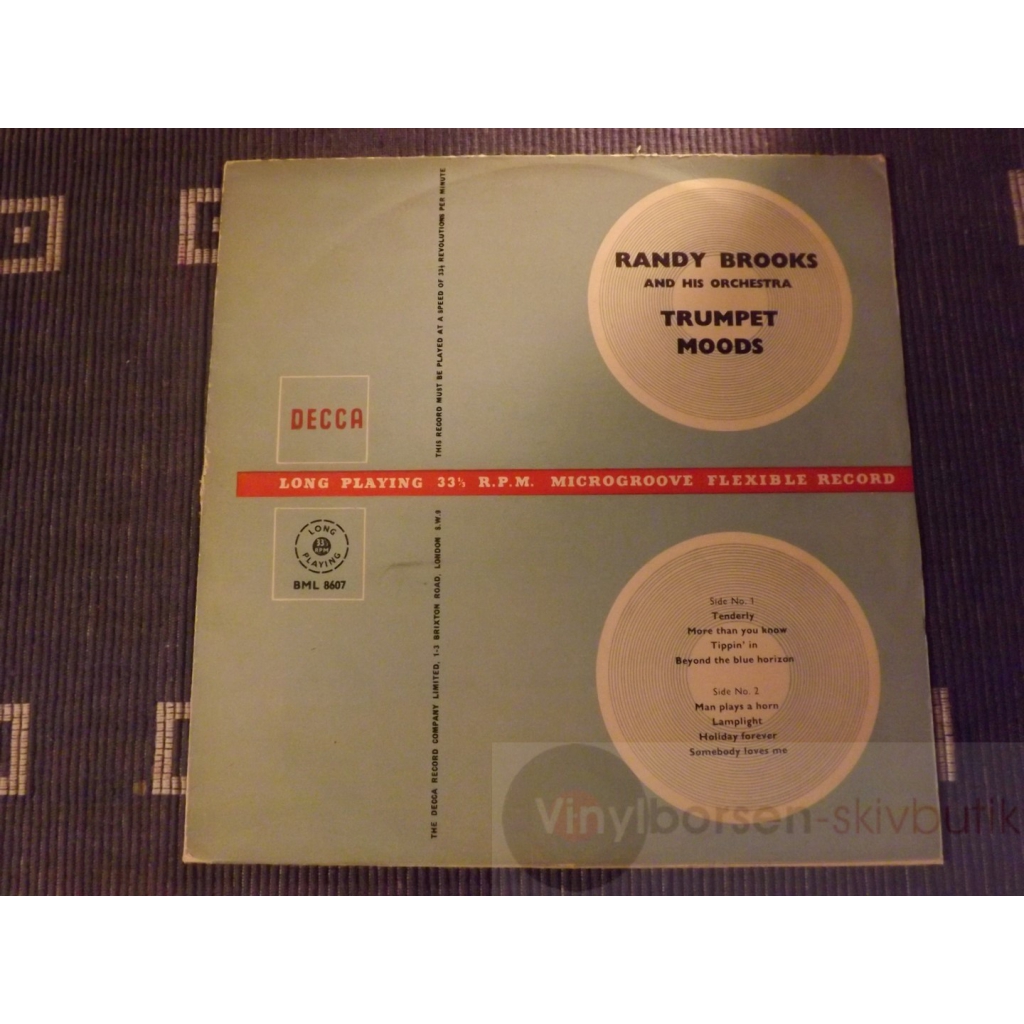 RANDY BROOKS
AND HIS ORCHESTRA
TRUMPET
MOODS
THIS RECORD MUST BE PLAYED AT A SPEED OF 33⅓ REVOLUTIONS PER MINUTE
DECCA
LONG PLAYING 33⅓ R.P.M. MICROGROOVE FLEXIBLE RECORD
LONG
33⅓
RPM
PLAYING
BML 8607
THE DECCA RECORD COMPANY LIMITED, 1-3 BRIXTON ROAD, LONDON S.W.9
Side No. 1
Tenderly
More than you know
Tippin' in
Beyond the blue horizon
Side No. 2
Man plays a horn
Lamplight
Holiday forever
Somebody loves me
Vinylborsen-skivbutik